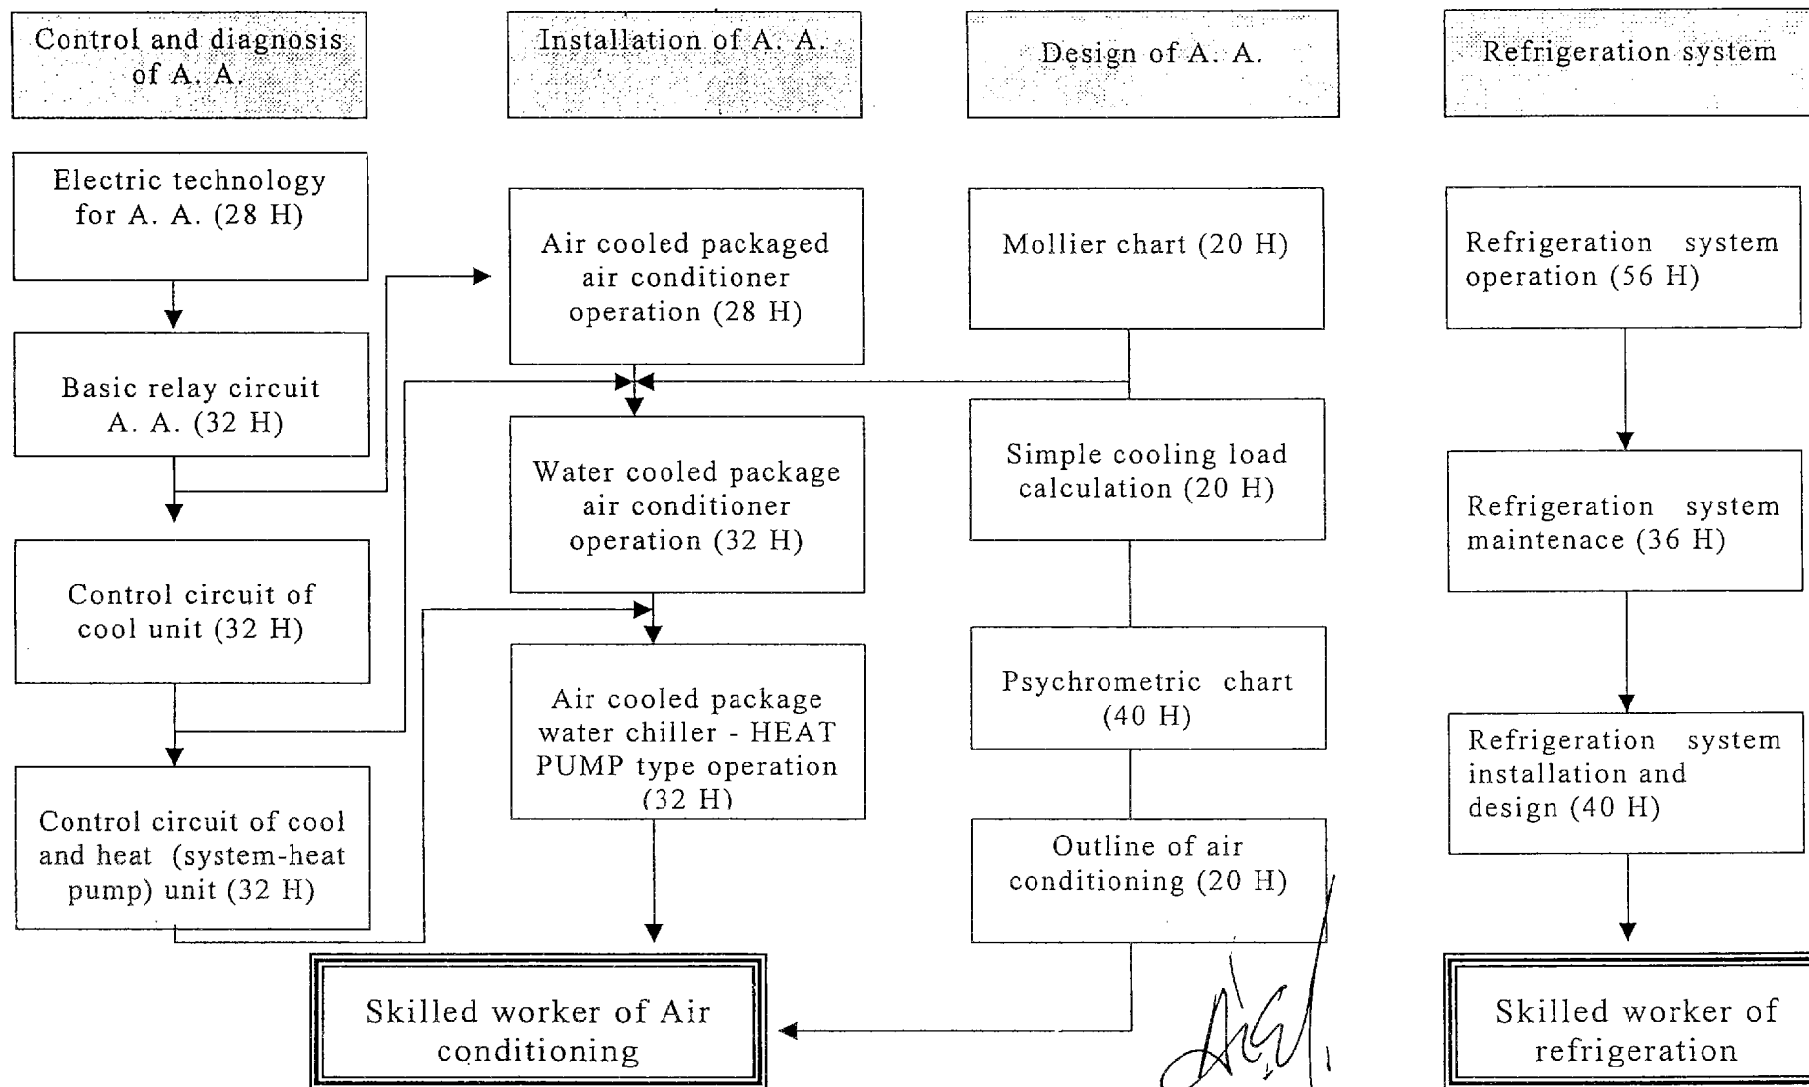 Control and diagnosis
of A. A.
Installation of A. A.
Design of A. A.
Refrigeration system
Electric technology
for A. A. (28 H)
Basic relay circuit
A. A. (32 H)
Control circuit of
cool unit (32 H)
Control circuit of cool
and heat (system-heat
pump) unit (32 H)
Air cooled packaged
air conditioner
operation (28 H)
Water cooled package
air conditioner
operation (32 H)
Air cooled package
water chiller - HEAT
PUMP type operation
(32 H)
Mollier chart (20 H)
Simple cooling load
calculation (20 H)
Psychrometric chart
(40 H)
Outline of air
conditioning (20 H)
Refrigeration system
operation (56 H)
Refrigeration system
maintenace (36 H)
Refrigeration system
installation and
design (40 H)
Skilled worker of Air
conditioning
Skilled worker of
refrigeration